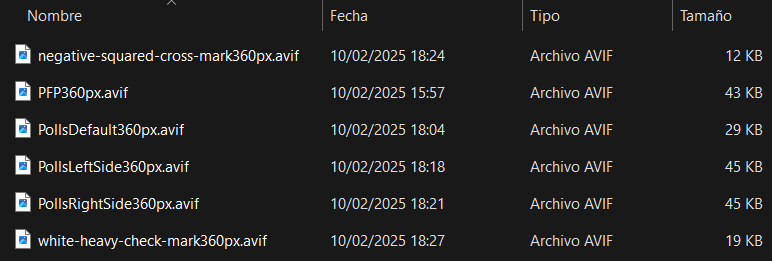 Nombre Fecha Tipo Tamaño
negative-squared-cross-mark360px.avif 10/02/2025 18:24 Archivo AVIF 12 KB
PFP360px.avif 10/02/2025 15:57 Archivo AVIF 43 KB
PollsDefault360px.avif 10/02/2025 18:04 Archivo AVIF 29 KB
PollsLeftSide360px.avif 10/02/2025 18:18 Archivo AVIF 45 KB
PollsRightSide360px.avif 10/02/2025 18:21 Archivo AVIF 45 KB
white-heavy-check-mark360px.avif 10/02/2025 18:27 Archivo AVIF 19 KB